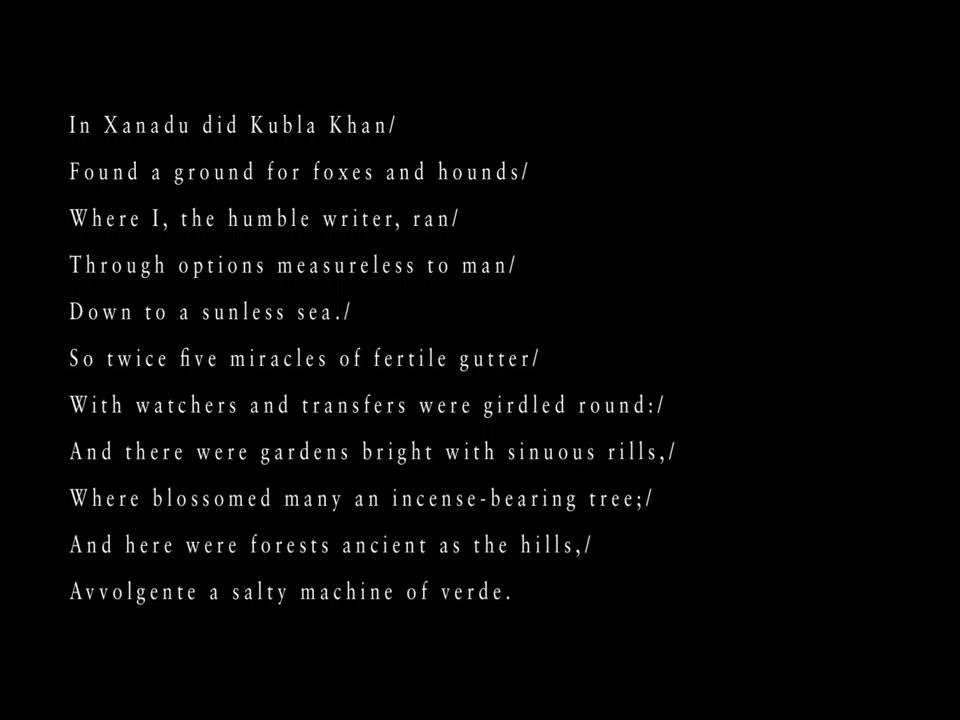 In Xanadu did Kubla Khan/
Found a ground for foxes and hounds/
Where I, the humble writer, ran/
Through options measureless to man/
Down to a sunless sea./
So twice five miracles of fertile gutter/
With watchers and transfers were girdled round:/
And there were gardens bright with sinuous rills,/
Where blossomed many an incense-bearing tree;/
And here were forests ancient as the hills,/
Avvolgente a salty machine of verde.